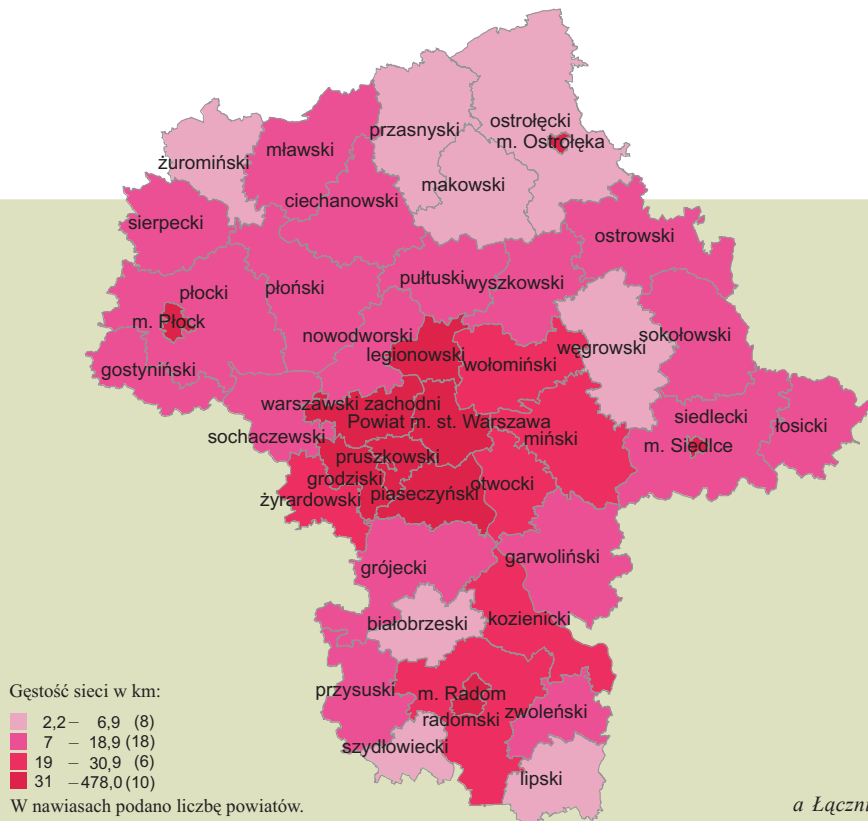 ostrołęcki
m. Ostrołęka
przasnyski
mławski
żuromiński
makowski
ciechanowski
sierpecki
ostrowski
pułtuski
wyszkowski
płoński
płocki
m. Płock
nowodworski
sokołowski
węgrowski
legionowski
wołomiński
gostyniński
warszawski zachodni
siedlecki
Powiat m. st. Warszawa
łosicki
sochaczewski
miński
m. Siedlce
pruszkowski
grodziski
otwocki
piaseczyński
żyrardowski
garwoliński
grójecki
białobrzeski
kozienicki
przysuski
m. Radom
zwoleński
radomski
szydłowiecki
lipski
Gęstość sieci w km:
2,2 – 6,9 (8)
7 – 18,9 (18)
19 – 30,9 (6)
31 – 478,0 (10)
W nawiasach podano liczbę powiatów.
a Łączni